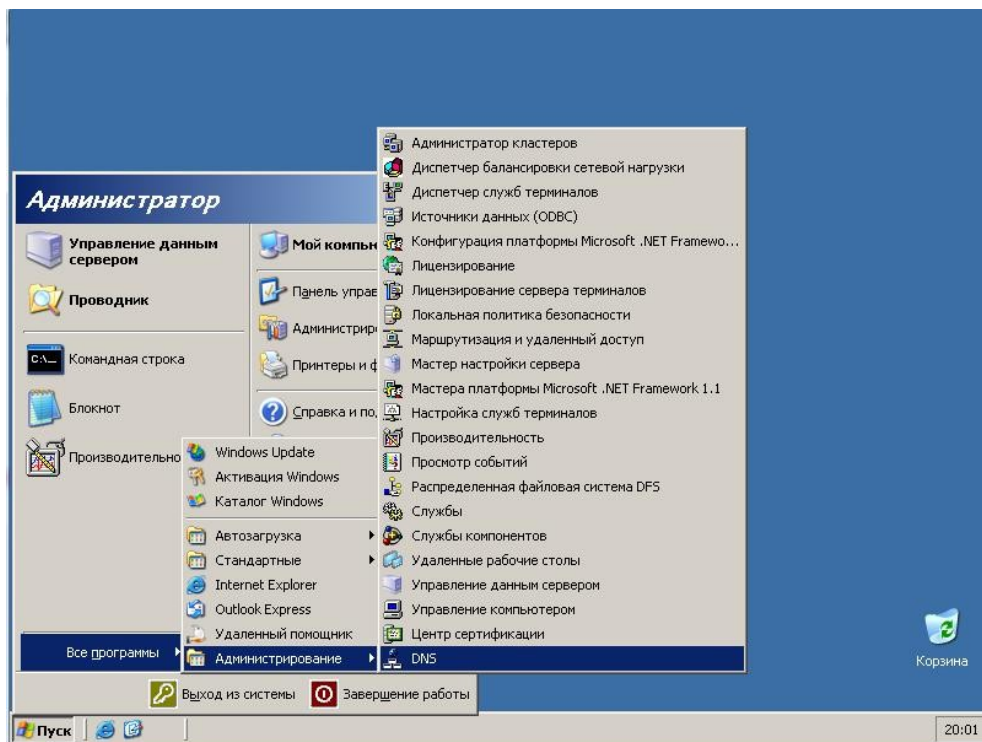 Администратор
Управление данным
сервером
Проводник
Командная строка
Блокнот
Все программы
Мой
Панель
Принтеры и
Справка и
Windows Update
Активация Windows
Каталог Windows
Автозагрузка
Стандартные
Internet Explorer
Outlook Express
Удаленный помощник
Администрирование
Администратор кластеров
Диспетчер балансировки сетевой нагрузки
Диспетчер служб терминалов
Источники данных (ODBC)
Конфигурация платформы Microsoft .NET Framewo...
Лицензирование
Лицензирование сервера терминалов
Локальная политика безопасности
Маршрутизация и удаленный доступ
Мастер настройки сервера
Мастера платформы Microsoft .NET Framework 1.1
Настройка служб терминалов
Производительность
Просмотр событий
Распределенная файловая система DFS
Службы
Службы компонентов
Удаленные рабочие столы
Управление данным сервером
Управление компьютером
Центр сертификации
DNS
Выход из системы
Завершение работы
Корзина
Пуск
20:01